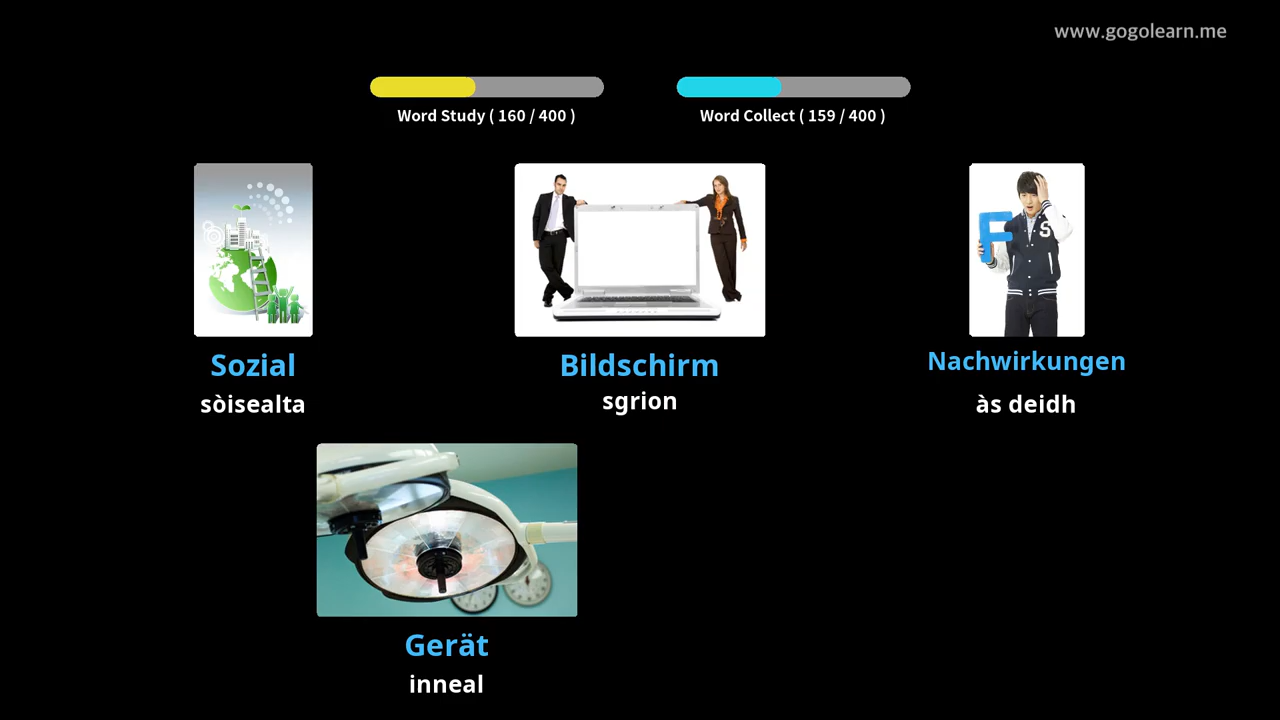 www.gogolearn.me
Word Study ( 160 / 400 )
Word Collect ( 159 / 400 )
F
S
Sozial
Bildschirm
Nachwirkungen
sòisealta
sgrion
às deidh
Gerät
inneal